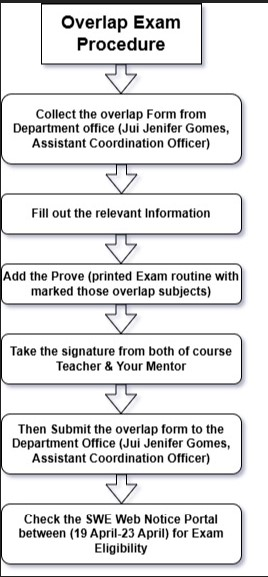 Overlap Exam
Procedure
Collect the overlap Form from
Department office (Jui Jenifer Gomes,
Assistant Coordination Officer)
Fill out the relevant Information
Add the Prove (printed Exam routine with
marked those overlap subjects)
Take the signature from both of course
Teacher & Your Mentor
Then Submit the overlap form to the
Department Office (Jui Jenifer Gomes,
Assistant Coordination Officer)
Check the SWE Web Notice Portal
between (19 April-23 April) for Exam
Eligibility